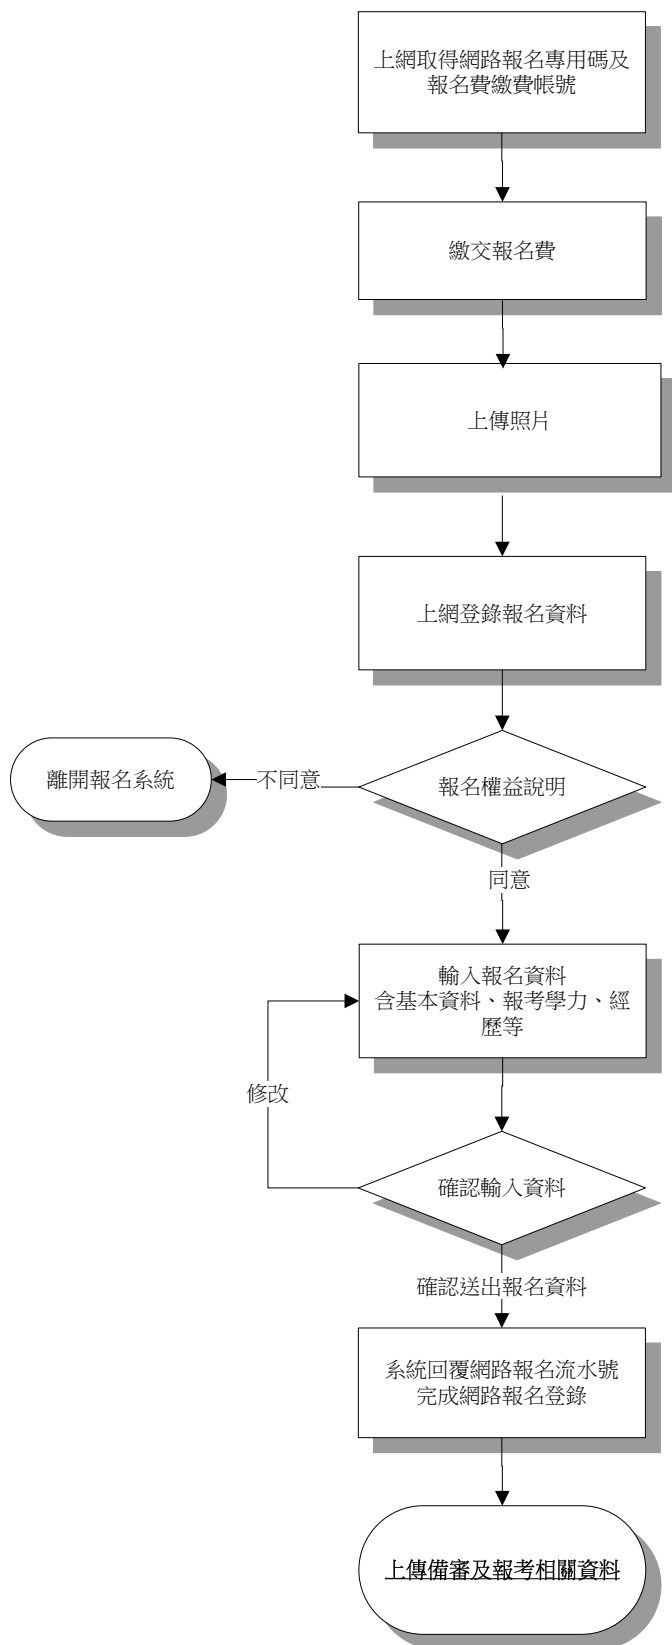 上網取得網路報名專用碼及
報名費繳費帳號
繳交報名費
上傳照片
上網登錄報名資料
離開報名系統
不同意
報名權益說明
同意
輸入報名資料
含基本資料、報考學力、經
歷等
修改
確認輸入資料
確認送出報名資料
系統回覆網路報名流水號
完成網路報名登錄
上傳備審及報考相關資料